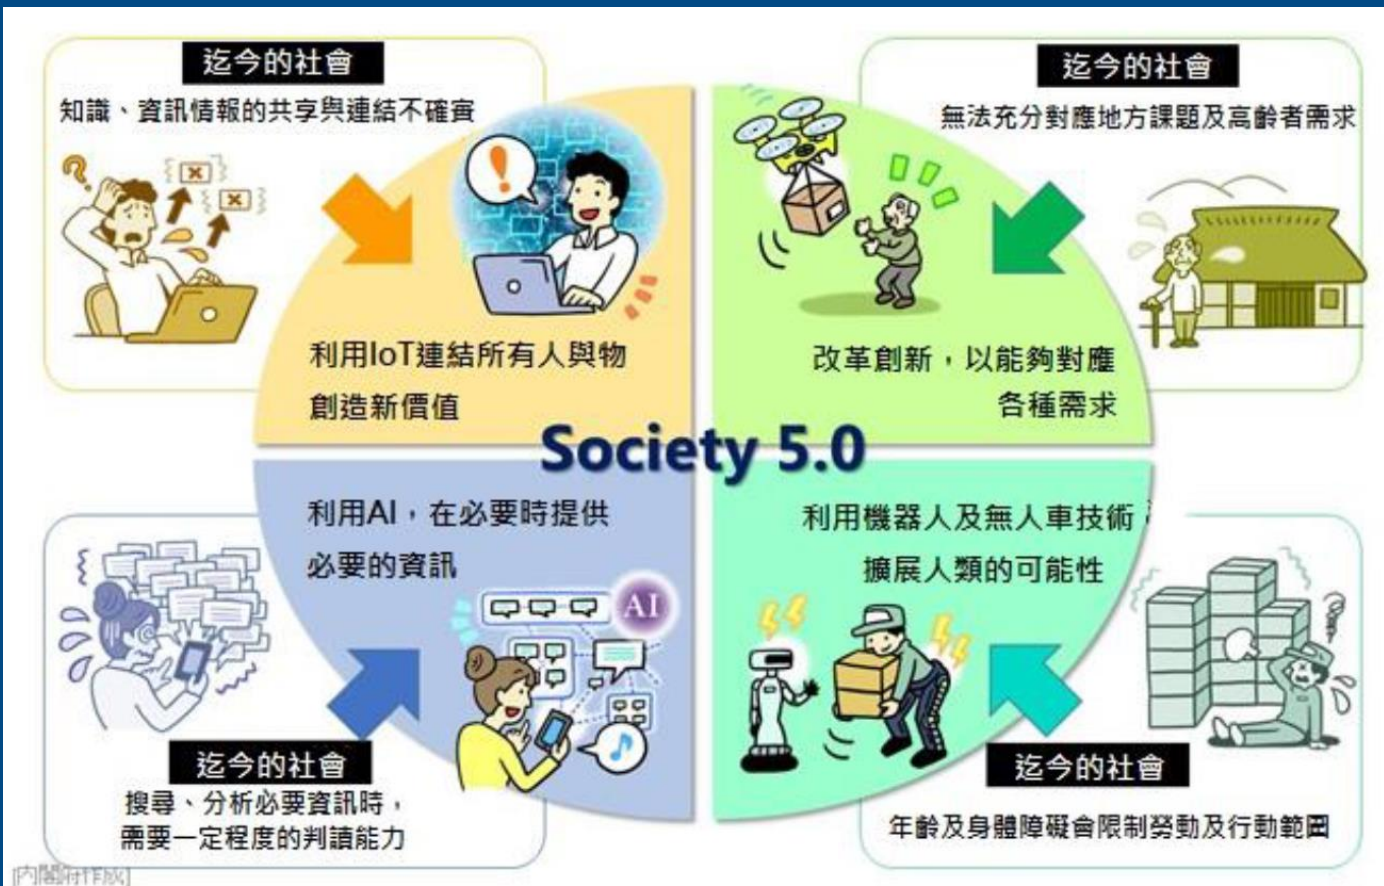 迄今的社會
知識、資訊情報的共享與連結不確實
利用IoT連結所有人與物
創造新價值
迄今的社會
無法充分對應地方課題及高齡者需求
改革創新，以能夠對應
各種需求
Society 5.0
利用AI，在必要時提供
必要的資訊
AI
迄今的社會
搜尋、分析必要資訊時，
需要一定程度的判讀能力
利用機器人及無人車技術
擴展人類的可能性
迄今的社會
年齡及身體障礙會限制勞動及行動範圍
[内閣府作成]